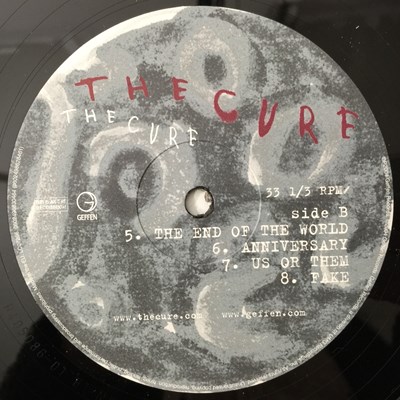 THE CURE
THE CURE
GEFFEN
33 1/3 RPM
side B
5. THE END OF THE WORLD
6. ANNIVERSARY
7. US OR THEM
8. FAKE
www.thecure.com www.geffen.com